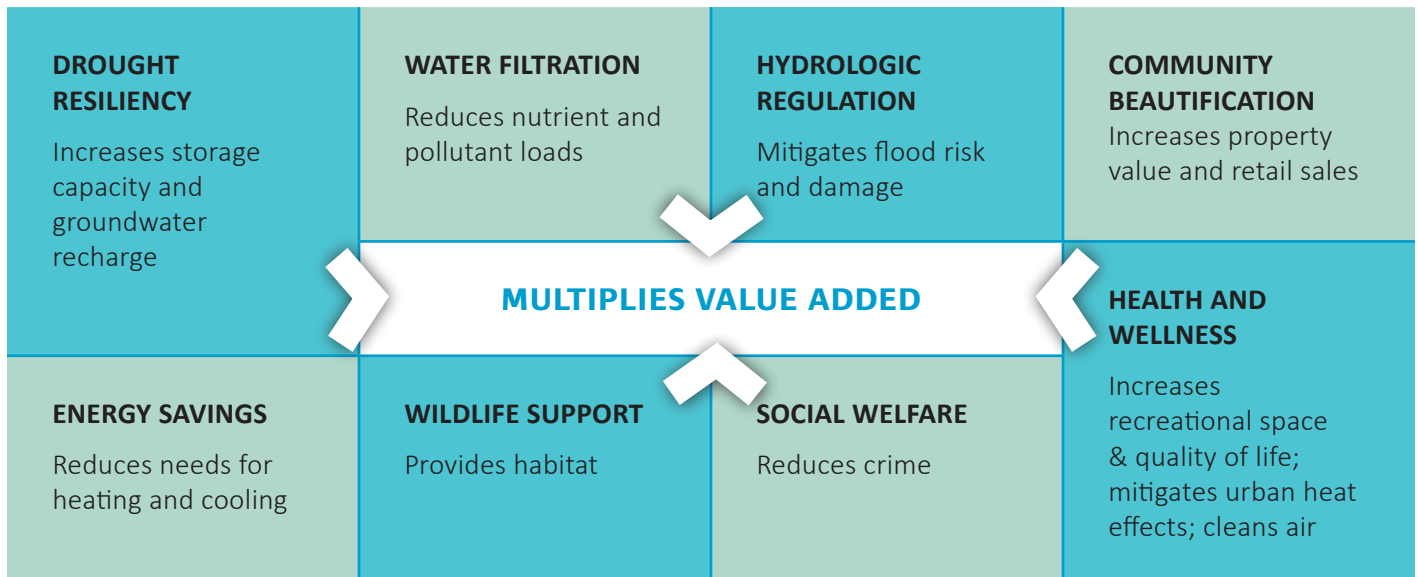 DROUGHT
RESILIENCY
Increases storage
capacity and
groundwater
recharge
WATER FILTRATION
Reduces nutrient and
pollutant loads
HYDROLOGIC
REGULATION
Mitigates flood risk
and damage
COMMUNITY
BEAUTIFICATION
Increases property
value and retail sales
MULTIPLIES VALUE ADDED
HEALTH AND
WELLNESS
Increases
recreational space
& quality of life;
mitigates urban heat
effects; cleans air
ENERGY SAVINGS
Reduces needs for
heating and cooling
WILDLIFE SUPPORT
Provides habitat
SOCIAL WELFARE
Reduces crime